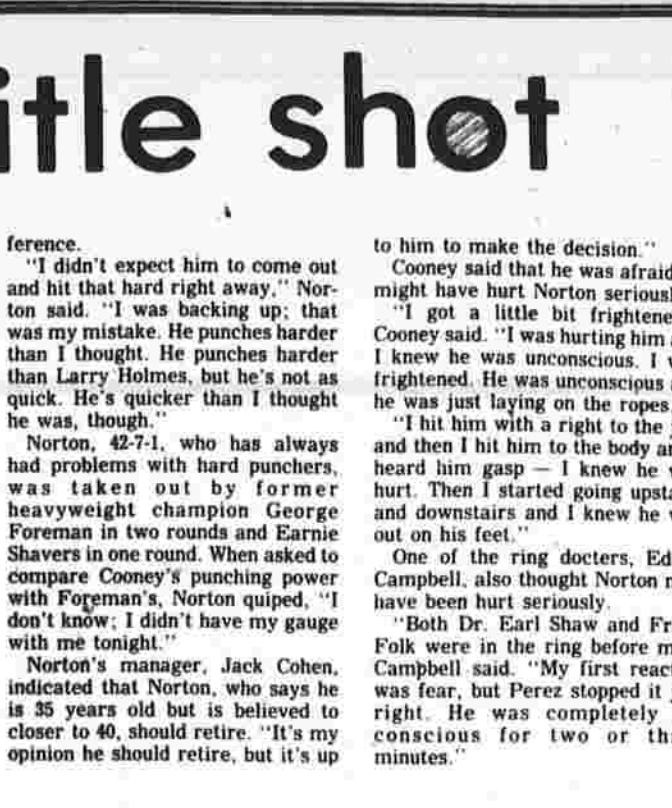 itle shot
ference.
"I didn't expect him to come out
and hit that hard right away," Nor-
ton said. "I was backing up; that
was my mistake. He punches harder
than I thought. He punches harder
than Larry Holmes, but he's not as
quick. He's quicker than I thought
he was, though."
Norton, 42-7-1, who has always
had problems with hard punchers,
was taken out by former
heavyweight champion George
Foreman in two rounds and Earnie
Shavers in one round. When asked to
compare Cooney's punching power
with Foreman's, Norton quiped, "I
don't know; I didn't have my gauge
with me tonight."
Norton's manager, Jack Cohen,
indicated that Norton, who says he
is 35 years old but is believed to
closer to 40, should retire. "It's my
opinion he should retire, but it's up
to him to make the decision."
Cooney said that he was afraid
might have hurt Norton seriousl
"I got a little bit frightene
Cooney said. "I was hurting him
I knew he was unconscious. I
frightened. He was unconscious
he was just laying on the ropes
"I hit him with a right to the
and then I hit him to the body a
heard him gasp — I knew he
hurt. Then I started going upsta
and downstairs and I knew he
out on his feet."
One of the ring docters, Ed
Campbell, also thought Norton
have been hurt seriously.
"Both Dr. Earl Shaw and Fr
Folk were in the ring before m
Campbell said. "My first reac
was fear, but Perez stopped it
right. He was completely
conscious for two or th
minutes."